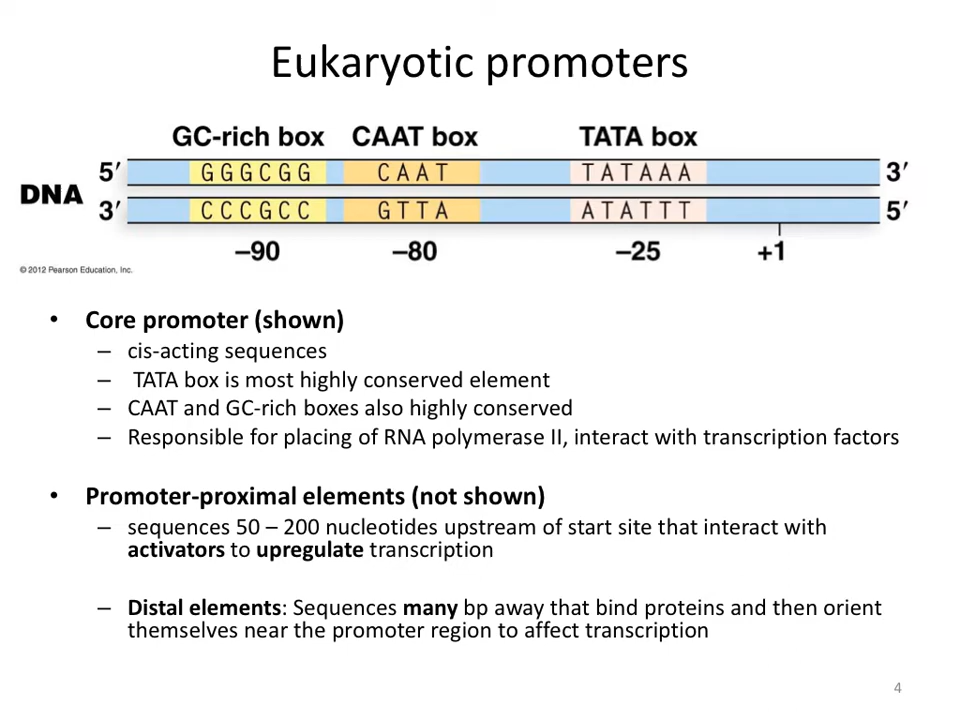 Eukaryotic promoters
GC-rich box CAAT box TATA box
5′ GGGCGG CAAT TATAAA 3′
DNA
3′ CCCGCC GTTA ATATTT 5′
–90 –80 –25 +1
© 2012 Pearson Education, Inc.
• Core promoter (shown)
– cis-acting sequences
– TATA box is most highly conserved element
– CAAT and GC-rich boxes also highly conserved
– Responsible for placing of RNA polymerase II, interact with transcription factors
• Promoter-proximal elements (not shown)
– sequences 50 – 200 nucleotides upstream of start site that interact with
activators to upregulate transcription
– Distal elements: Sequences many bp away that bind proteins and then orient
themselves near the promoter region to affect transcription
4